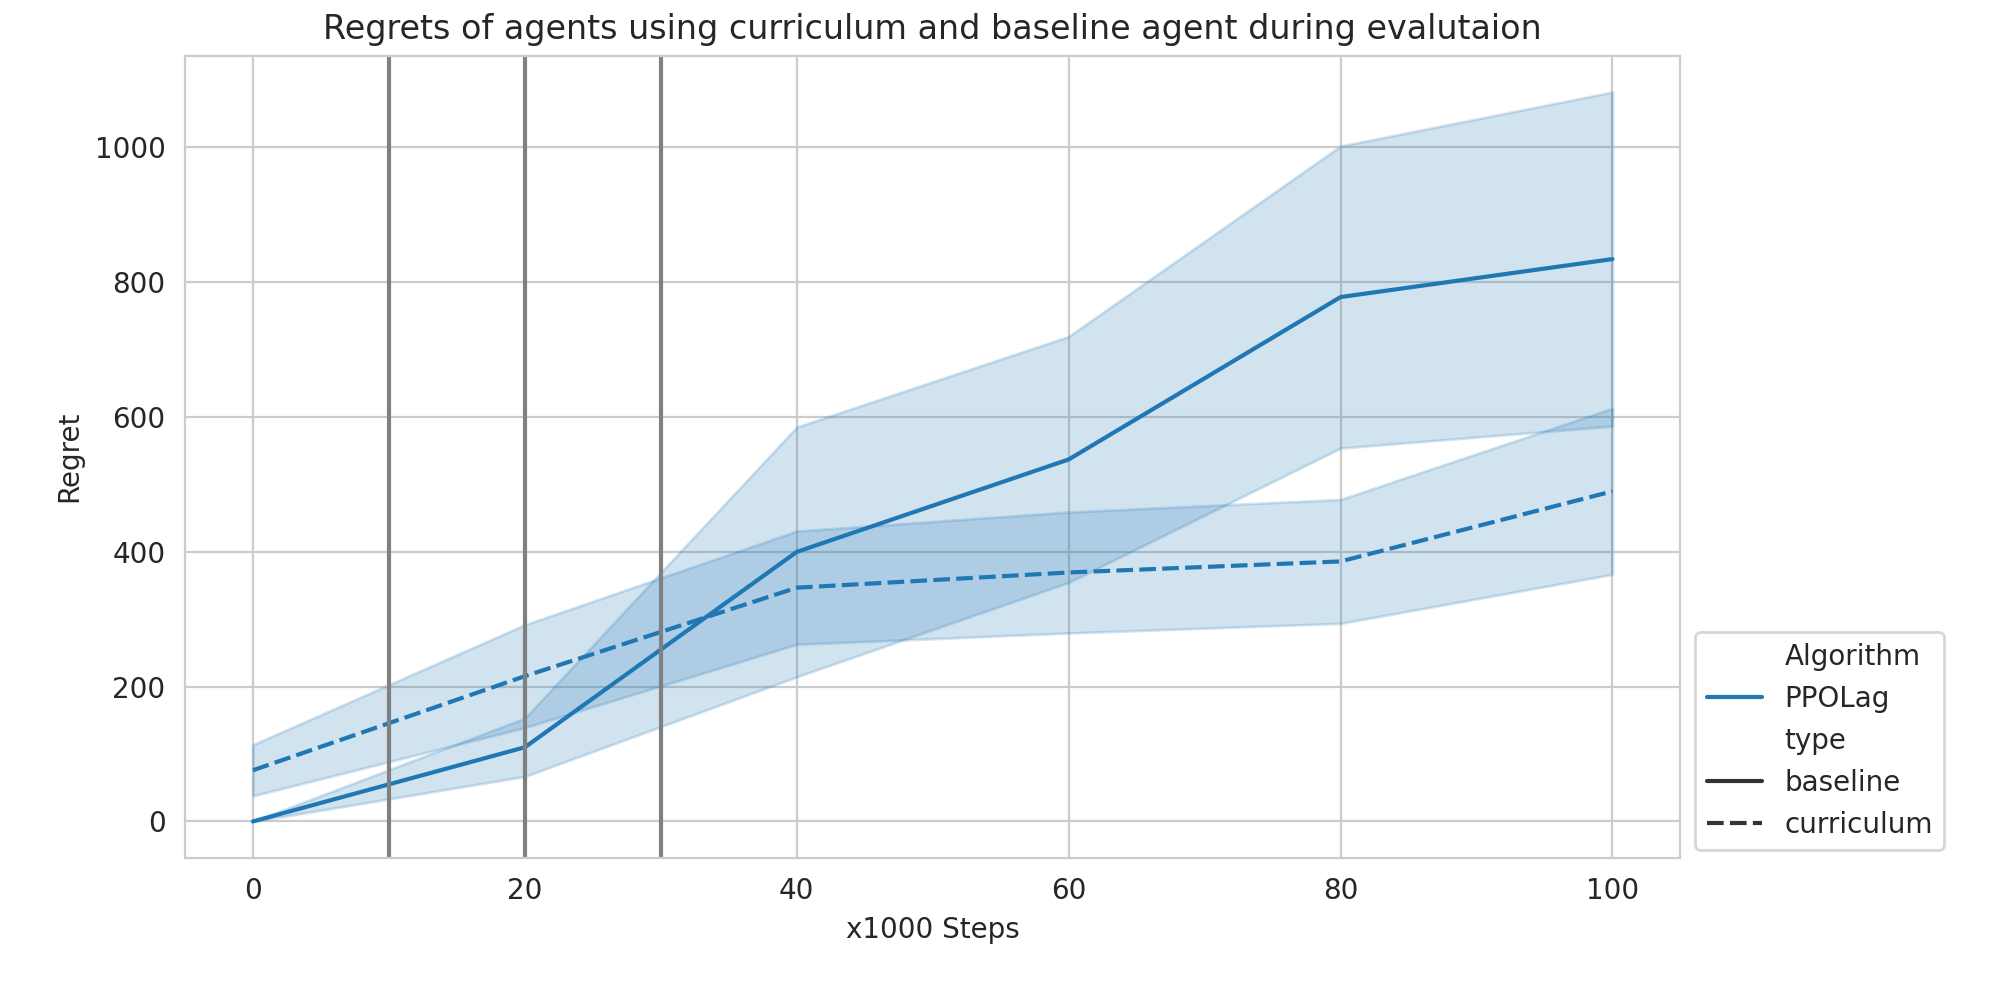 Regrets of agents using curriculum and baseline agent during evalutaion
1000
800
600
400
200
0
Regret
0 20 40 60 80 100
x1000 Steps
Algorithm
PPOLag
type
baseline
curriculum